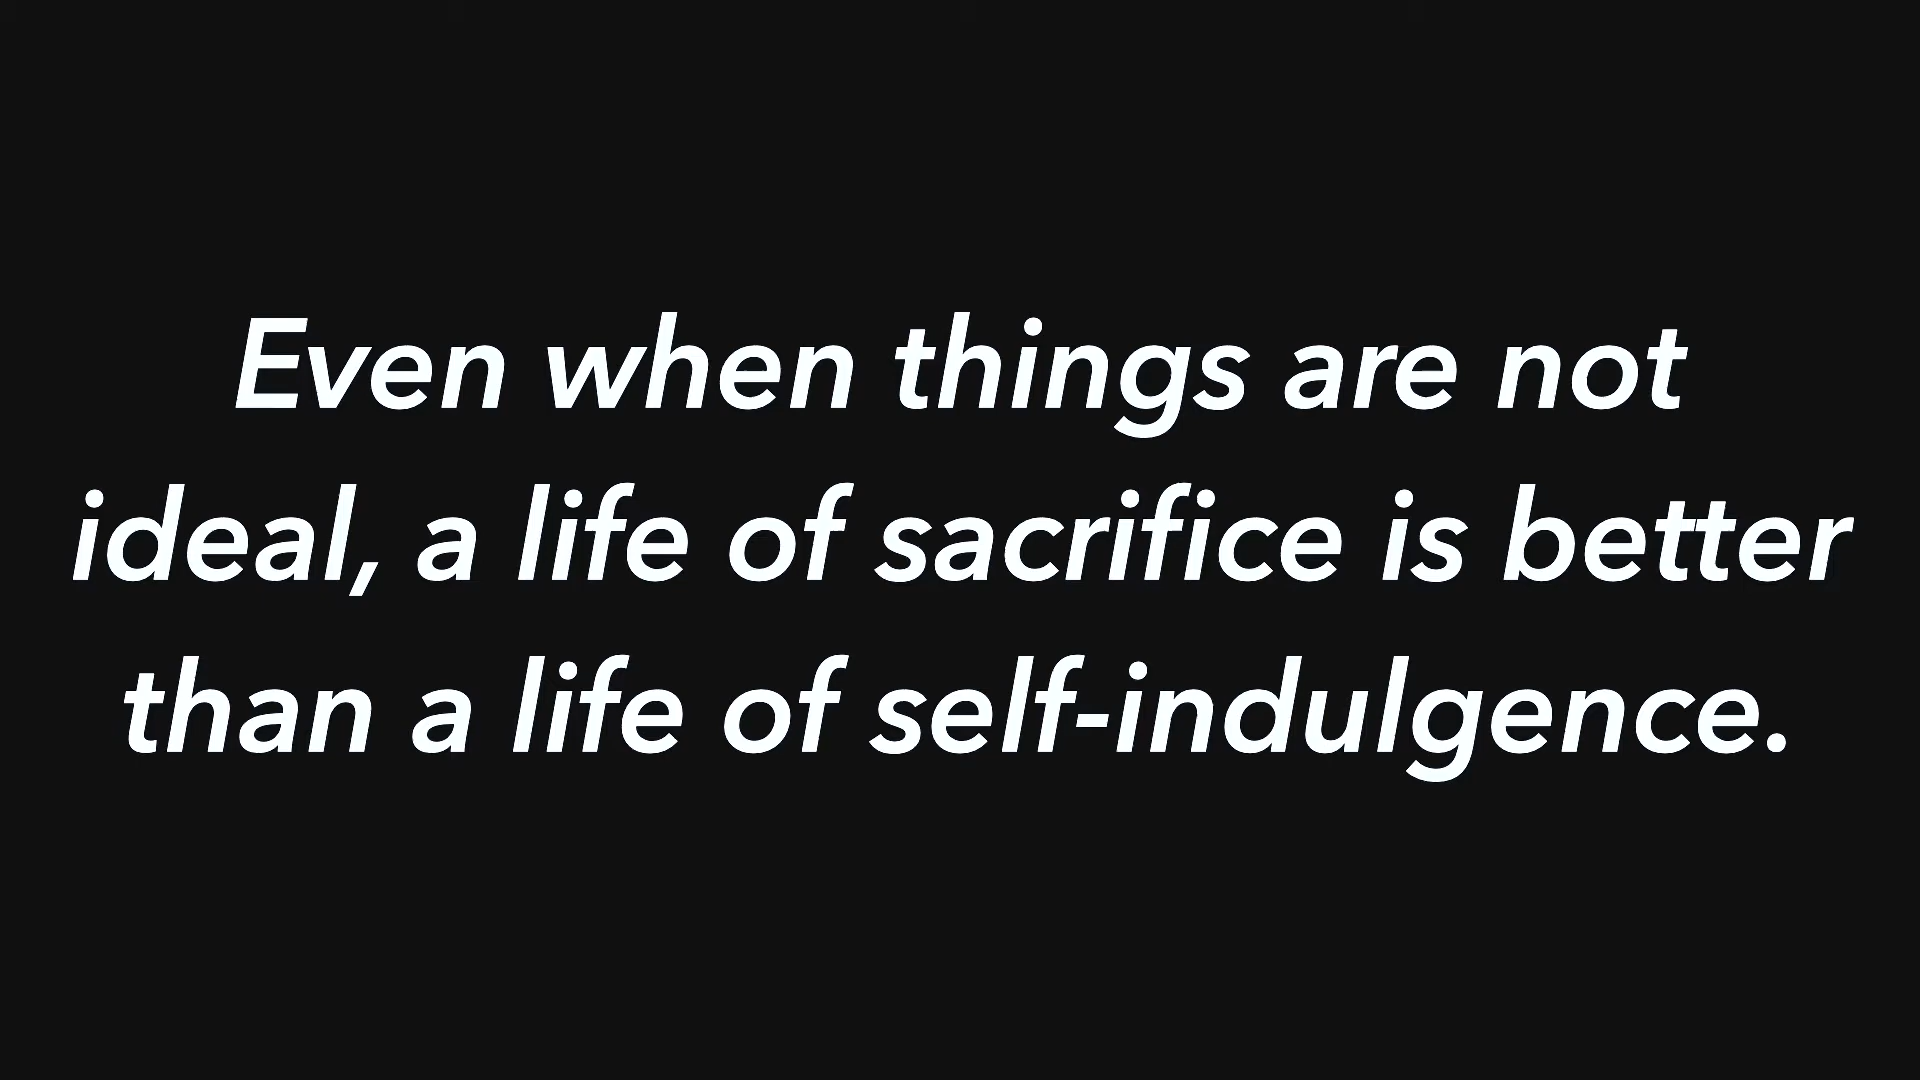 Even when things are not
ideal, a life of sacrifice is better
than a life of self-indulgence.